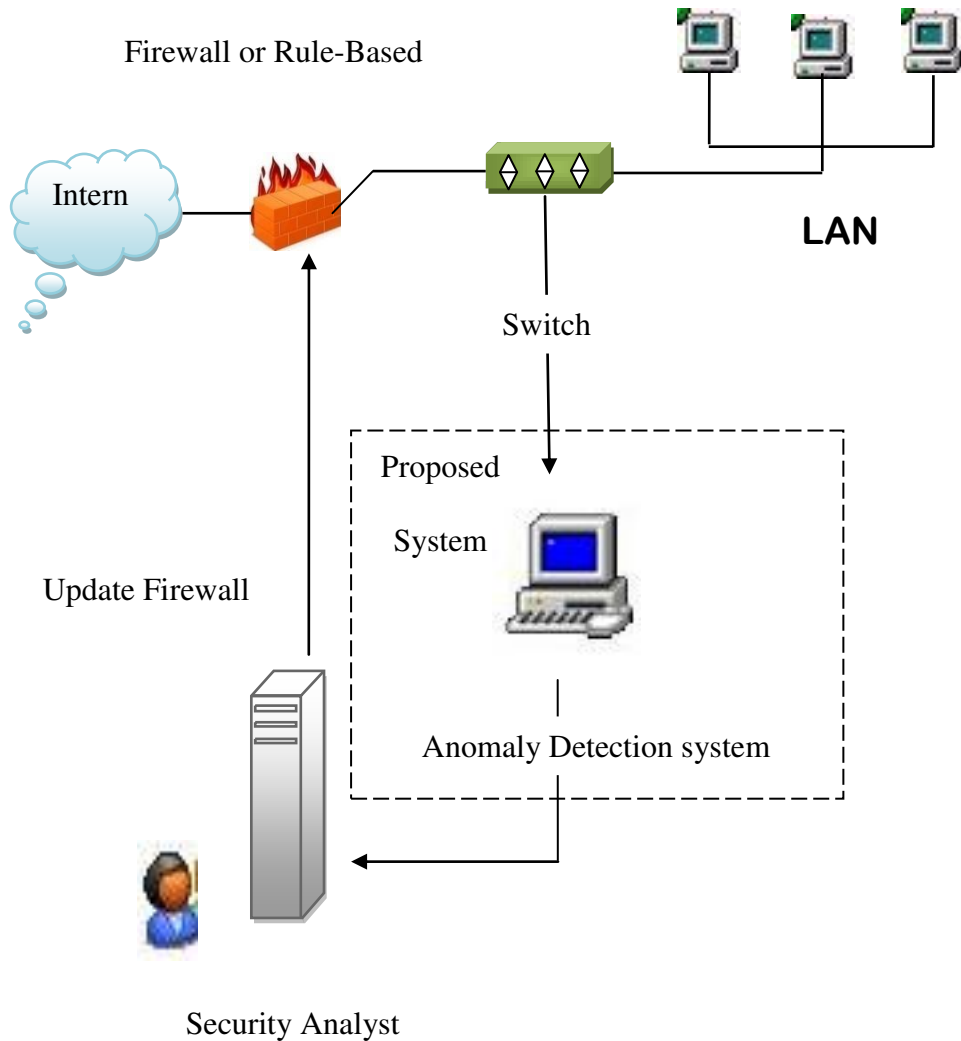 Firewall or Rule-Based
Intern
LAN
Switch
Proposed
System
Update Firewall
Anomaly Detection system
Security Analyst